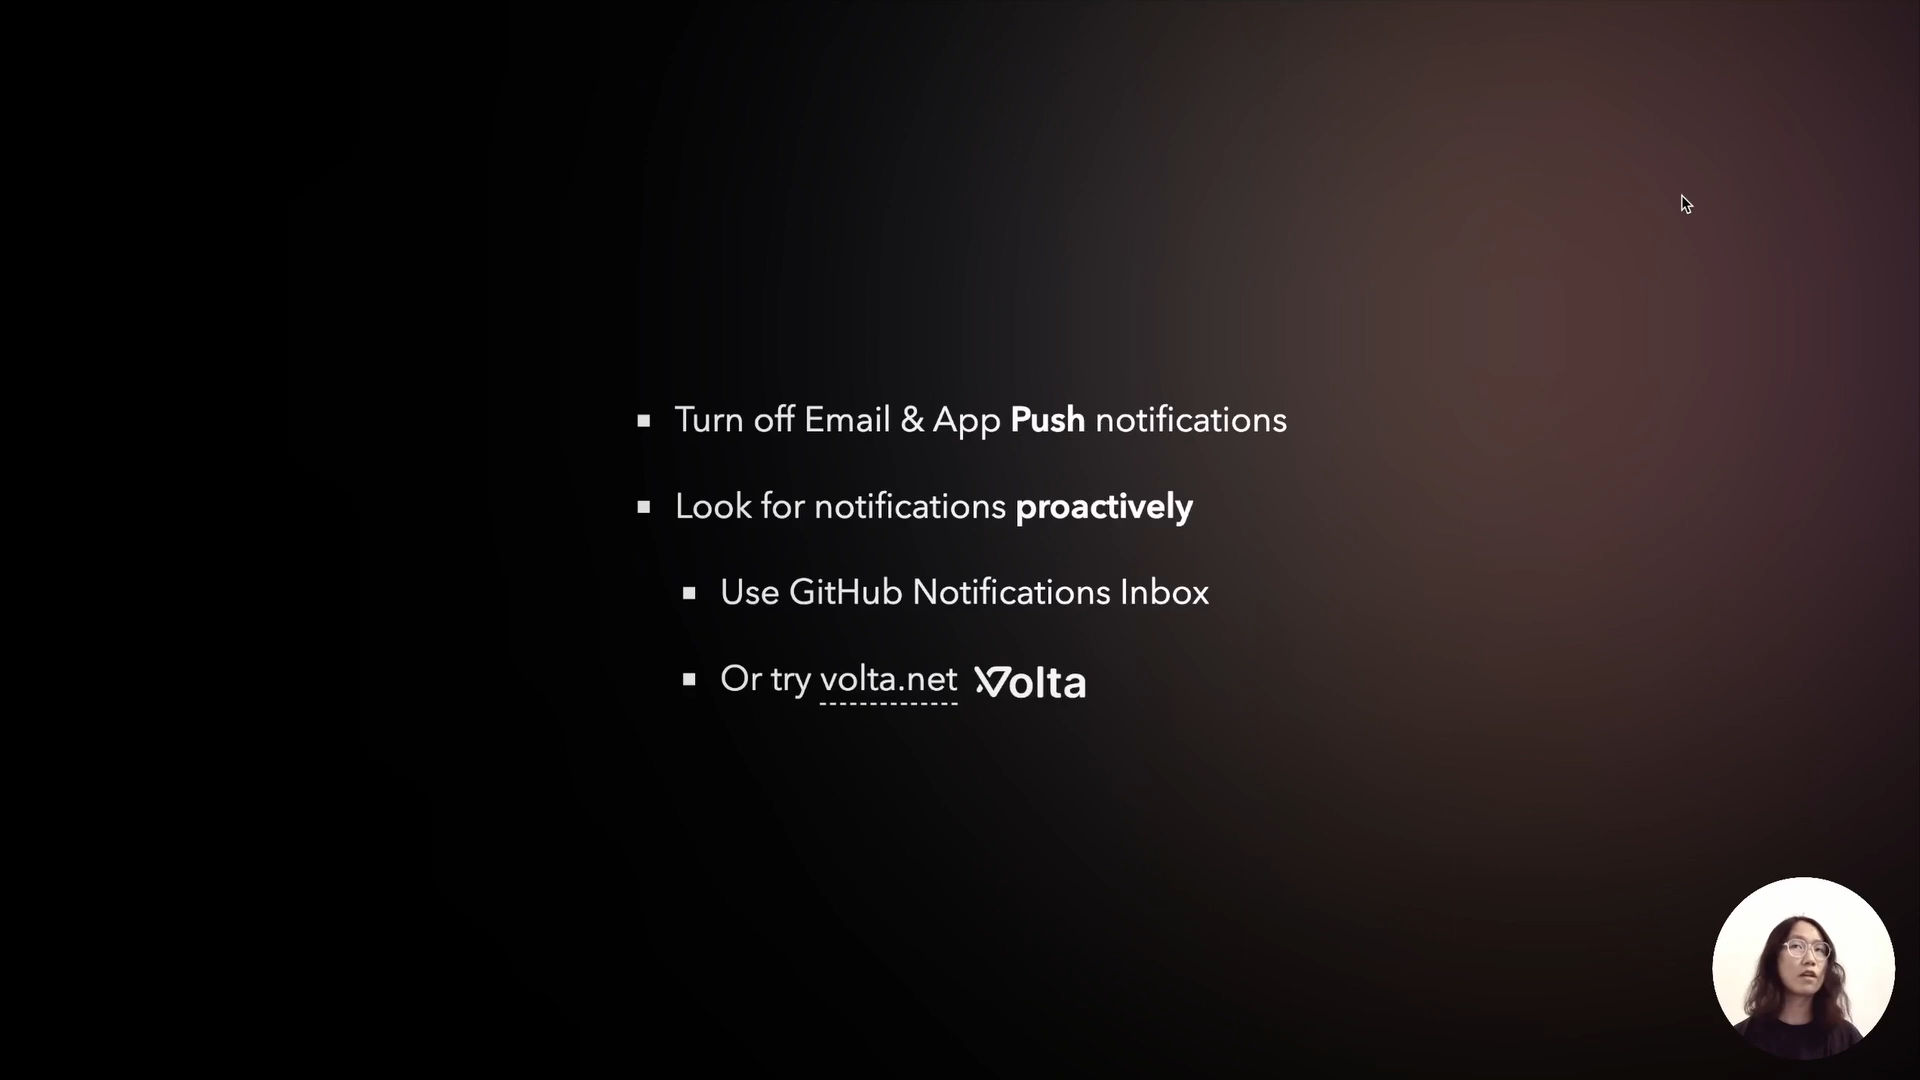 Turn off Email & App Push notifications
Look for notifications proactively
Use GitHub Notifications Inbox
Or try volta.net Volta